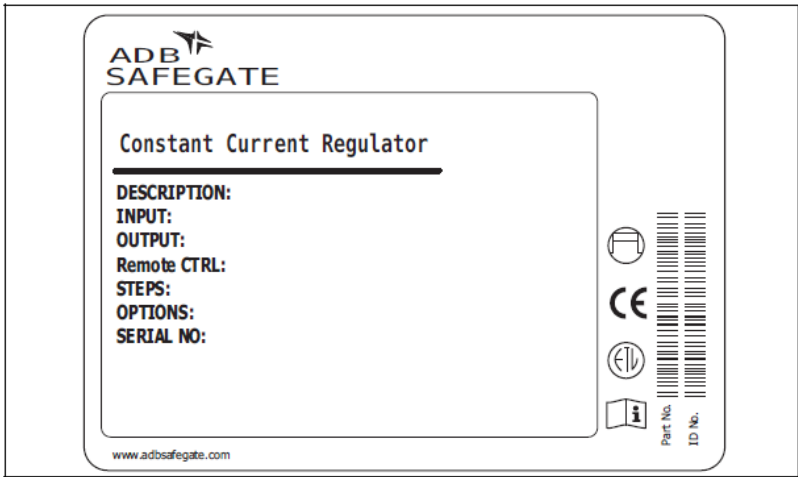 ADB
SAFEGATE
Constant Current Regulator
DESCRIPTION:
INPUT:
OUTPUT:
Remote CTRL:
STEPS:
OPTIONS:
SERIAL NO:
CE
ETL
i
Part No.
ID No.
www.adbsafegate.com